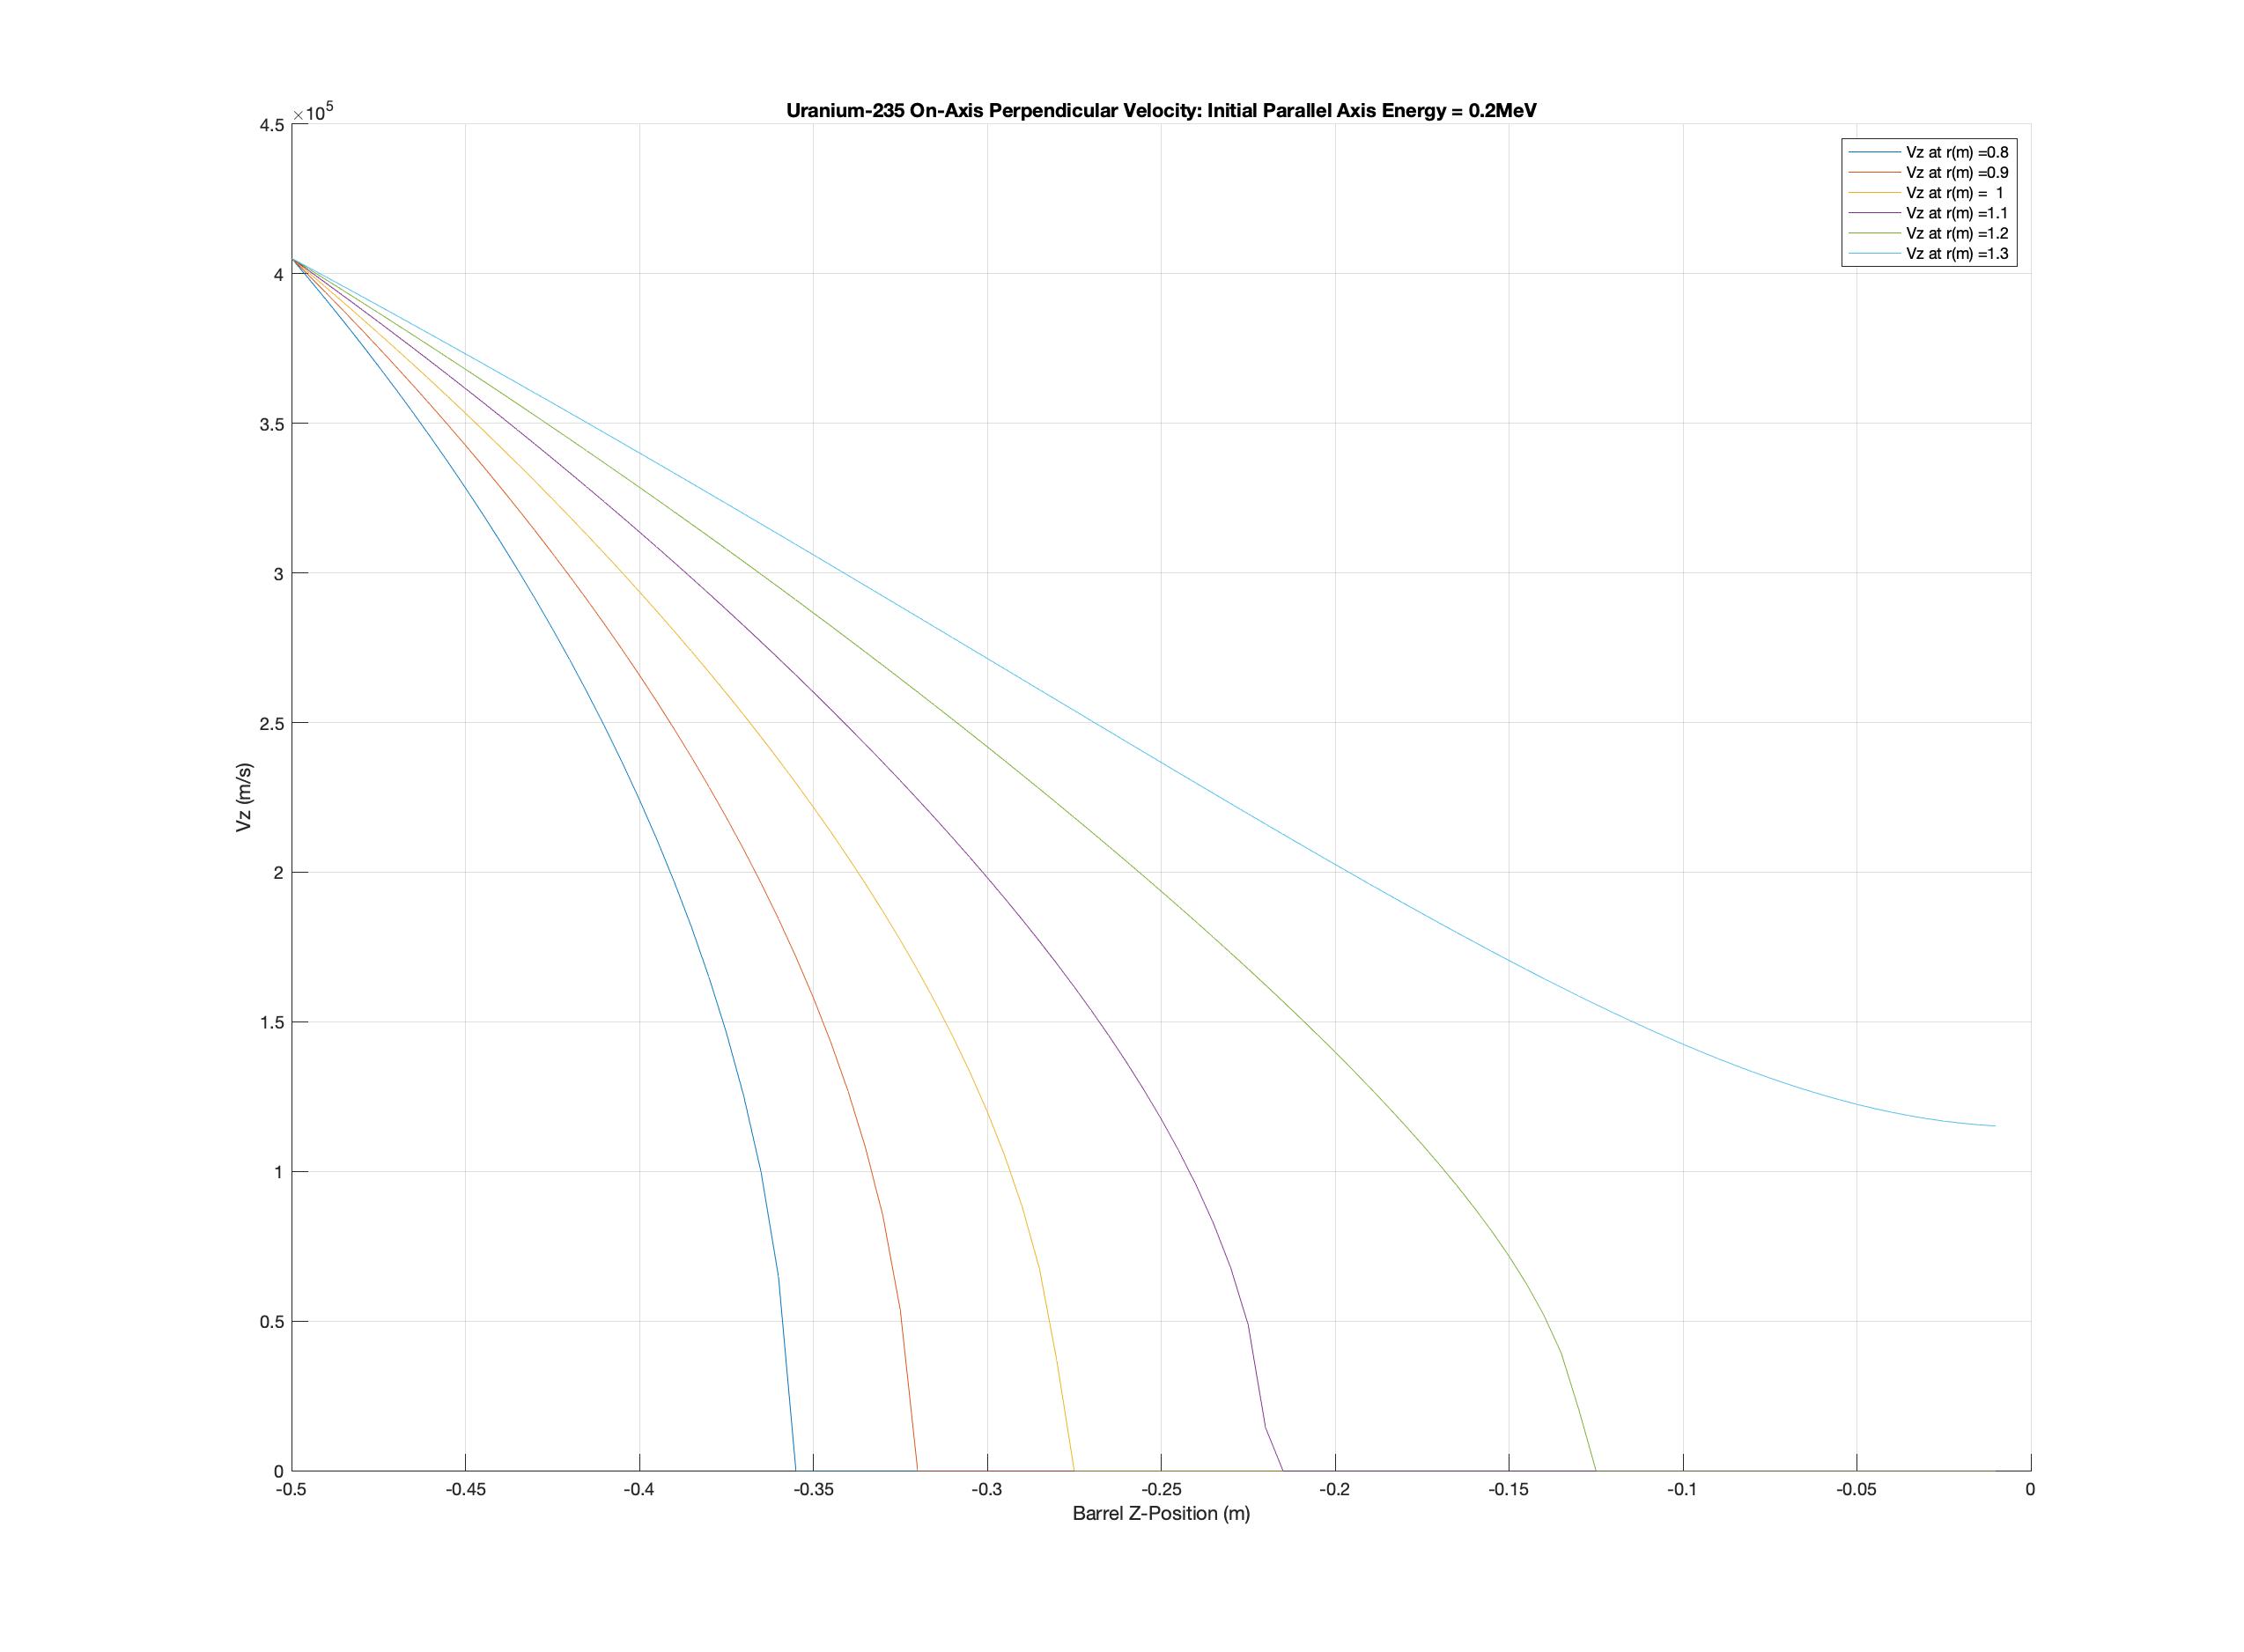 Uranium-235 On-Axis Perpendicular Velocity: Initial Parallel Axis Energy = 0.2MeV
×10^5
4.5
4
3.5
3
2.5
2
1.5
1
0.5
0
Vz (m/s)
Vz at r(m) =0.8
Vz at r(m) =0.9
Vz at r(m) =  1
Vz at r(m) =1.1
Vz at r(m) =1.2
Vz at r(m) =1.3
-0.5 -0.45 -0.4 -0.35 -0.3 -0.25 -0.2 -0.15 -0.1 -0.05 0
Barrel Z-Position (m)